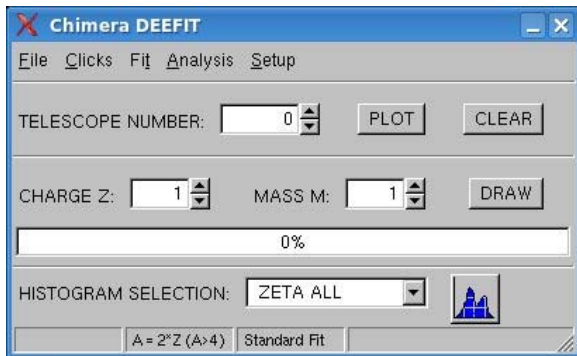 Chimera DEEFIT
File Clicks Fit Analysis Setup
TELESCOPE NUMBER: 0 PLOT CLEAR
CHARGE Z: 1 MASS M: 1 DRAW
0%
HISTOGRAM SELECTION: ZETA ALL
A = 2*Z (A>4) Standard Fit